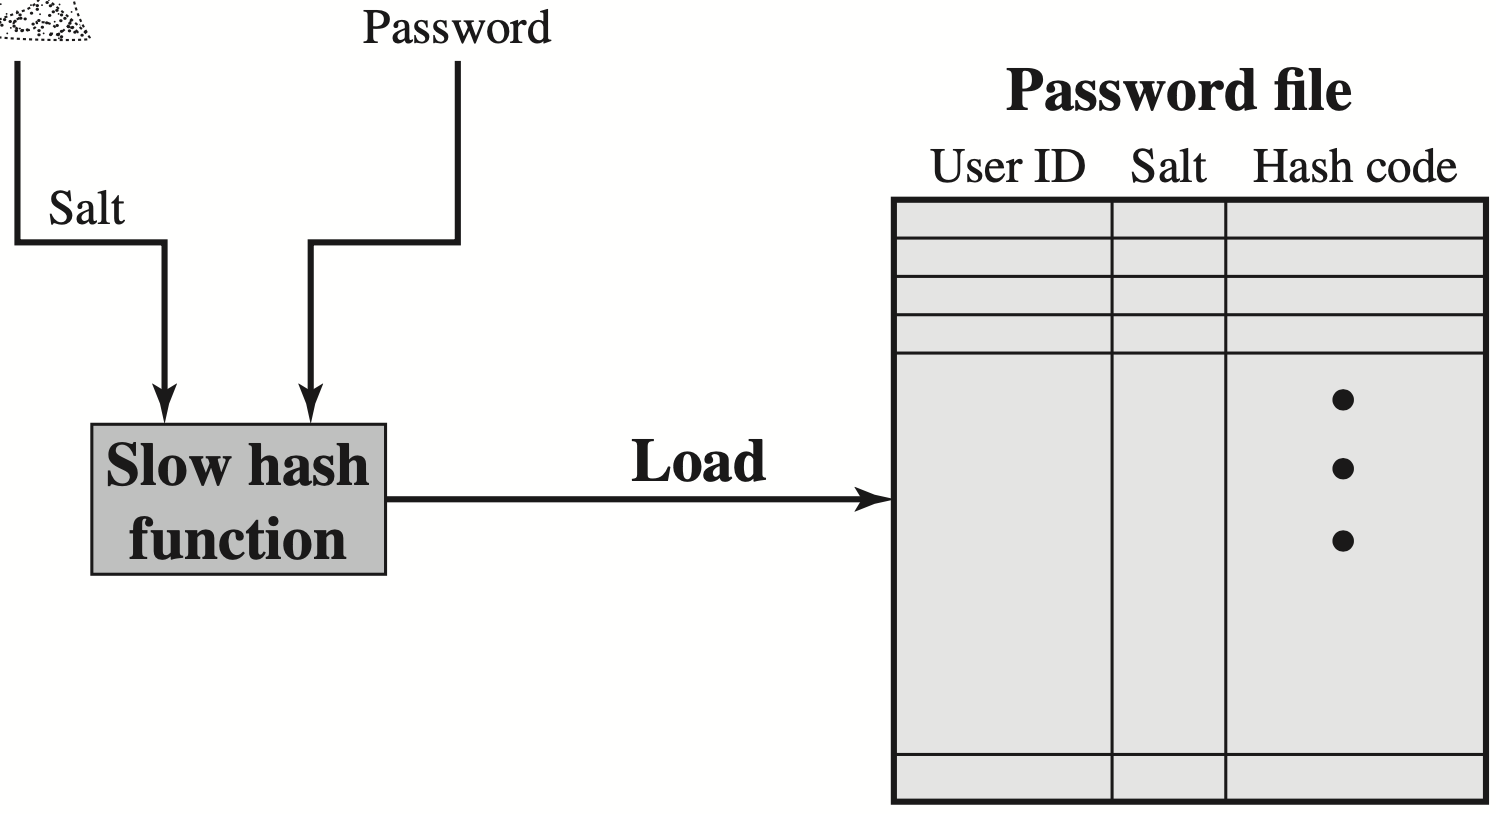 Password
Password file
User ID Salt Hash code
Salt
Load
Slow hash
function